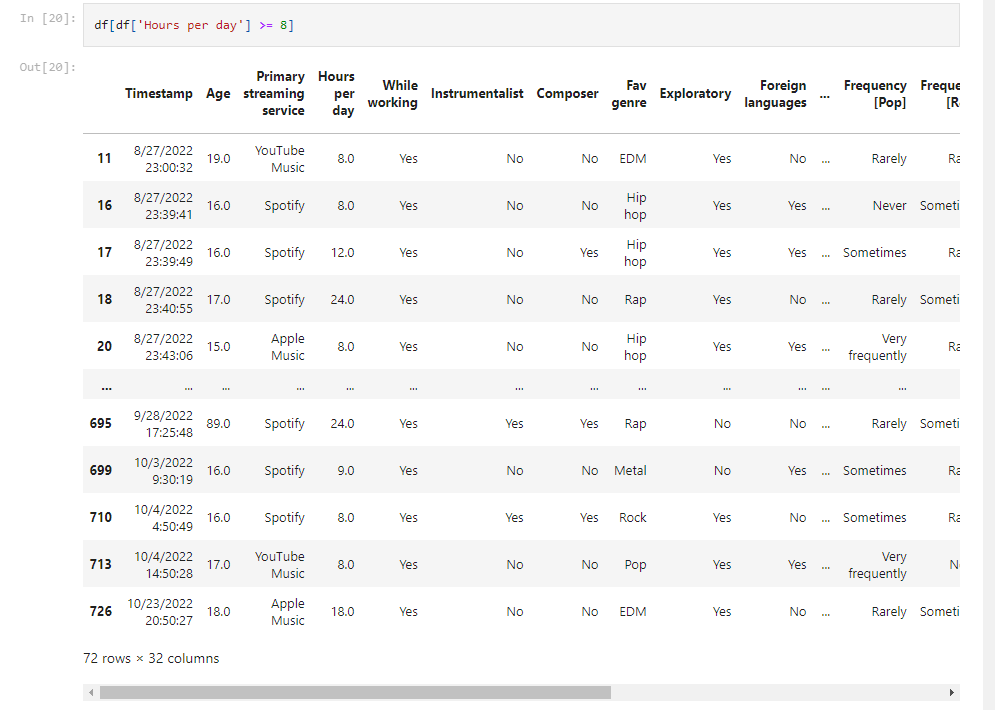 In [20]: df[df['Hours per day'] >= 8]
Out[20]:
Timestamp Age Primary streaming service Hours per day While working Instrumentalist Composer Fav genre Exploratory Foreign languages ... Frequency [Pop] Freque [R
11 8/27/2022 23:00:32 19.0 YouTube Music 8.0 Yes No No EDM Yes No ... Rarely Ra
16 8/27/2022 23:39:41 16.0 Spotify 8.0 Yes No No Hip hop Yes Yes ... Never Someti
17 8/27/2022 23:39:49 16.0 Spotify 12.0 Yes No Yes Hip hop Yes Yes ... Sometimes Ra
18 8/27/2022 23:40:55 17.0 Spotify 24.0 Yes No No Rap Yes No ... Rarely Someti
20 8/27/2022 23:43:06 15.0 Apple Music 8.0 Yes No No Hip hop Yes Yes ... Very frequently Ra
... ... ... ... ... ... ... ... ... ... ... ... ...
695 9/28/2022 17:25:48 89.0 Spotify 24.0 Yes Yes Yes Rap No No ... Rarely Someti
699 10/3/2022 9:30:19 16.0 Spotify 9.0 Yes No No Metal No Yes ... Sometimes Ra
710 10/4/2022 4:50:49 16.0 Spotify 8.0 Yes Yes Yes Rock Yes No ... Sometimes Ra
713 10/4/2022 14:50:28 17.0 YouTube Music 8.0 Yes No No Pop Yes Yes ... Very frequently N
726 10/23/2022 20:50:27 18.0 Apple Music 18.0 Yes No No EDM Yes No ... Rarely Someti
72 rows × 32 columns